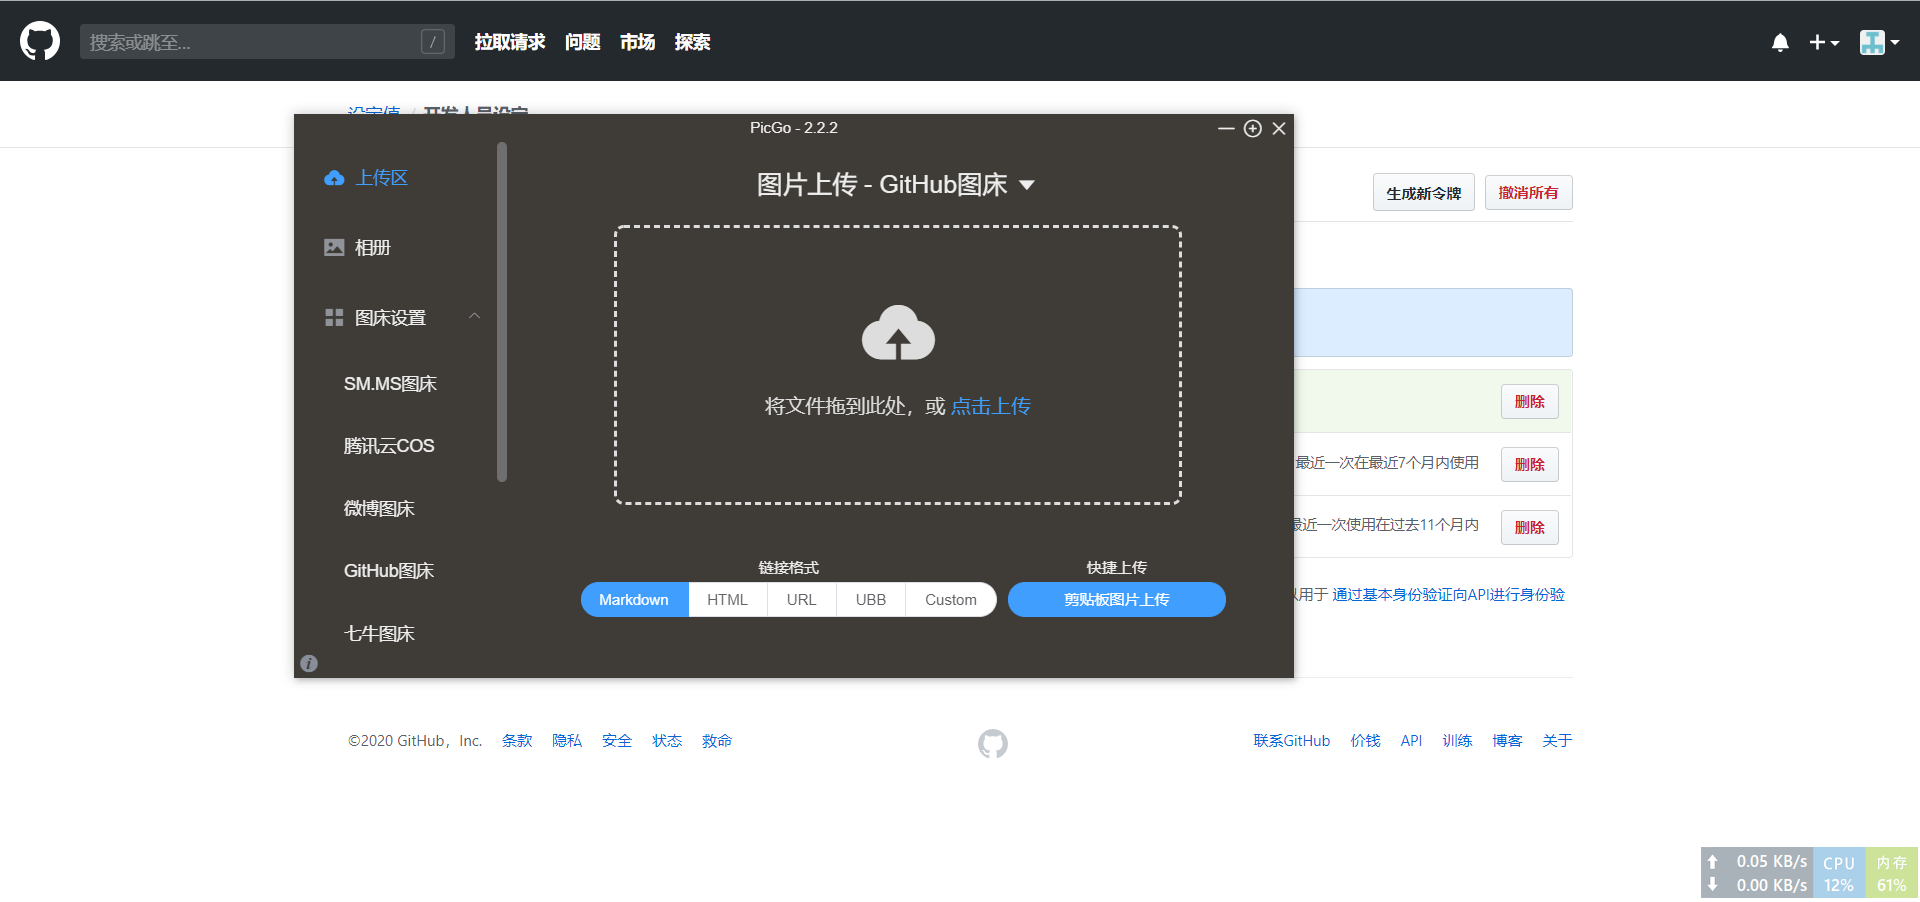 搜索或跳至... / 拉取请求 问题 市场 探索
PicGo - 2.2.2
上传区
相册
图床设置
SM.MS图床
腾讯云COS
微博图床
GitHub图床
七牛图床
图片上传 - GitHub图床
将文件拖到此处，或 点击上传
链接格式
Markdown HTML URL UBB Custom
快捷上传
剪贴板图片上传
生成新令牌 撤消所有
删除
最近一次在最近7个月内使用 删除
最近一次使用在过去11个月内 删除
用于 通过基本身份验证向API进行身份验
©2020 GitHub，Inc. 条款 隐私 安全 状态 救命
联系GitHub 价钱 API 训练 博客 关于
0.05 KB/s CPU 内存
0.00 KB/s 12% 61%